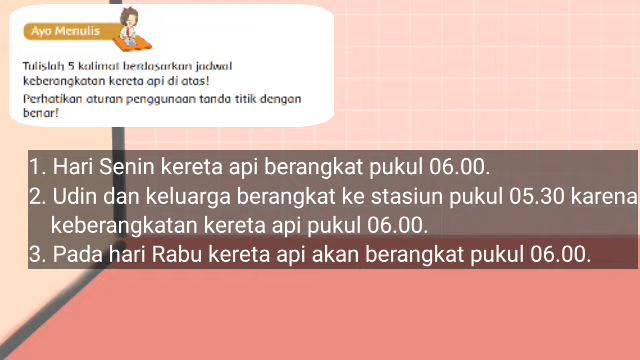 Ayo Menulis
Tulislah 5 kalimat berdasarkan jadwal
keberangkatan kereta api di atas!
Perhatikan aturan penggunaan tanda titik dengan
benar!
1. Hari Senin kereta api berangkat pukul 06.00.
2. Udin dan keluarga berangkat ke stasiun pukul 05.30 karena
keberangkatan kereta api pukul 06.00.
3. Pada hari Rabu kereta api akan berangkat pukul 06.00.